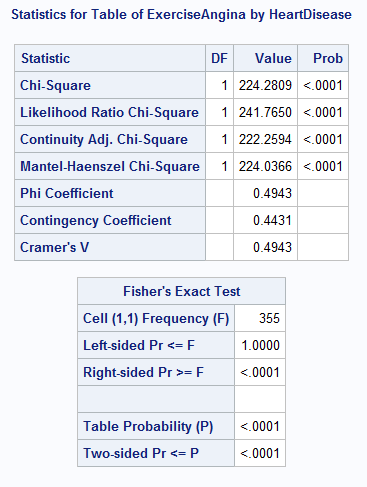 Statistics for Table of ExerciseAngina by HeartDisease
Statistic DF Value Prob
Chi-Square 1 224.2809 <.0001
Likelihood Ratio Chi-Square 1 241.7650 <.0001
Continuity Adj. Chi-Square 1 222.2594 <.0001
Mantel-Haenszel Chi-Square 1 224.0366 <.0001
Phi Coefficient 0.4943
Contingency Coefficient 0.4431
Cramer's V 0.4943
Fisher's Exact Test
Cell (1,1) Frequency (F) 355
Left-sided Pr <= F 1.0000
Right-sided Pr >= F <.0001
Table Probability (P) <.0001
Two-sided Pr <= P <.0001